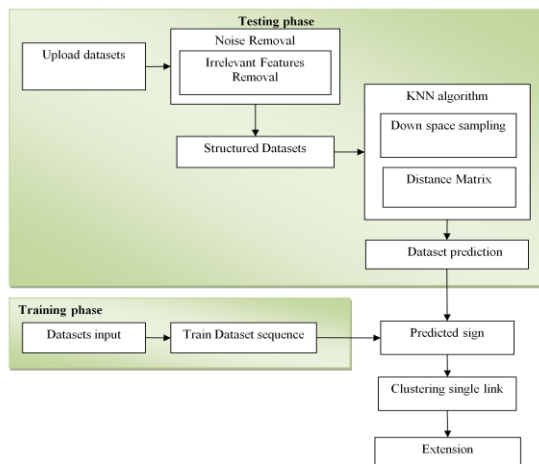 Testing phase
Upload datasets
Noise Removal
Irrelevant Features
Removal
Structured Datasets
KNN algorithm
Down space sampling
Distance Matrix
Dataset prediction
Training phase
Datasets input
Train Dataset sequence
Predicted sign
Clustering single link
Extension